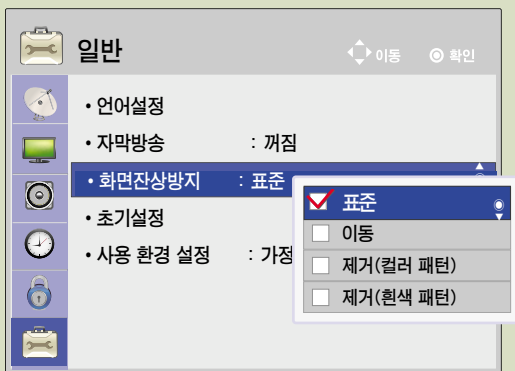 일반 이동 확인
• 언어설정
• 자막방송 : 꺼짐
• 화면잔상방지 : 표준
• 초기설정
• 사용 환경 설정 : 가정
표준
이동
제거(컬러 패턴)
제거(흰색 패턴)